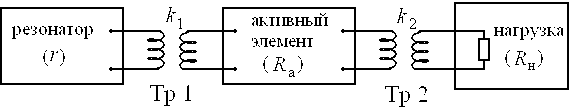 резонатор
(r)
k1
Тр 1
активный
элемент
(Rа)
k2
Тр 2
нагрузка
(Rн)